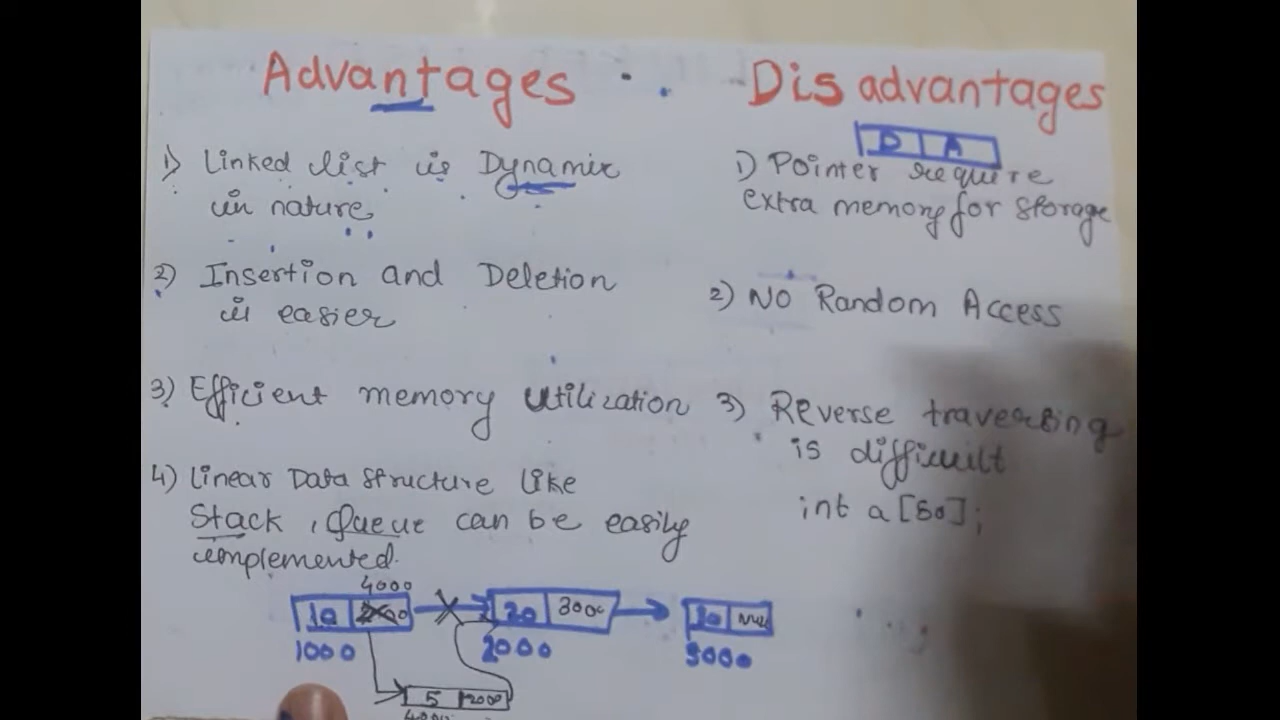 Advantages
1) Linked list is Dynamic
in nature
2) Insertion and Deletion
is easier
3) Efficient memory utilization
4) Linear Data structure like
Stack, Queue can be easily
implemented.
Disadvantages
D A
1) Pointer require
extra memory for storage
2) No Random Access
3) Reverse traversing
is difficuilt
int a[50];
4000
10
20 3000
30 NULL
1000
2000
3000
5 2000
4000